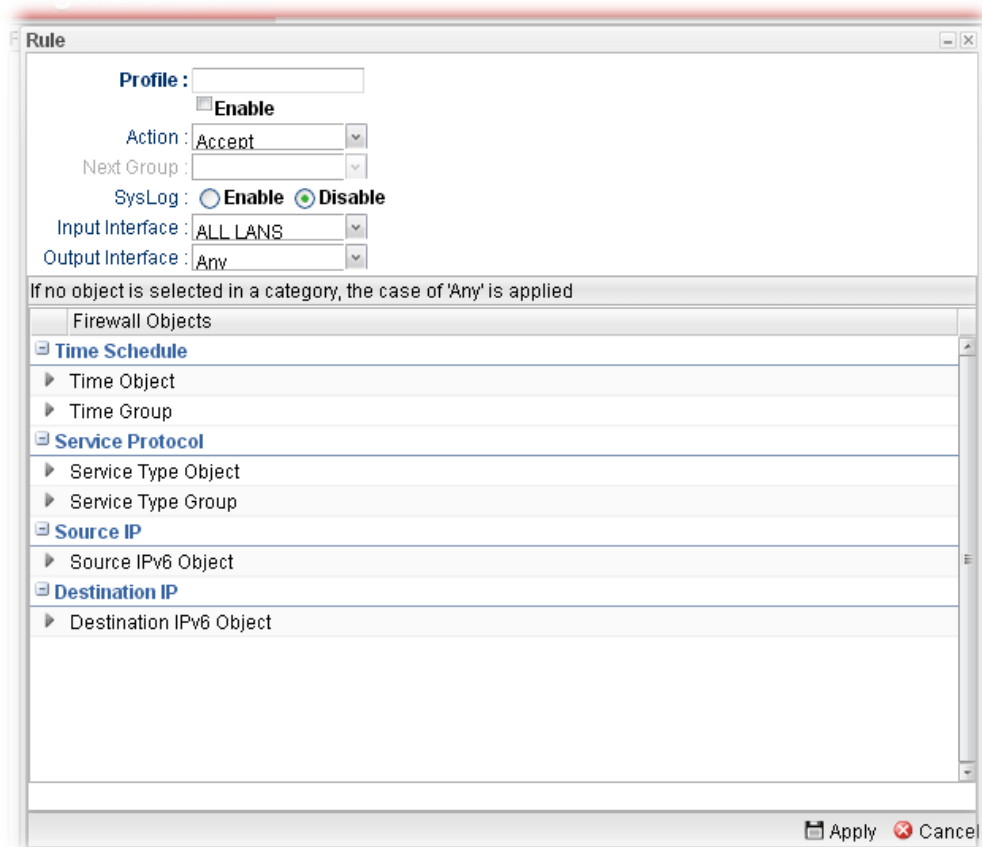 Rule
Profile :
Enable
Action : Accept
Next Group :
SysLog : Enable Disable
Input Interface : ALL LANS
Output Interface : Any
If no object is selected in a category, the case of 'Any' is applied
Firewall Objects
Time Schedule
Time Object
Time Group
Service Protocol
Service Type Object
Service Type Group
Source IP
Source IPv6 Object
Destination IP
Destination IPv6 Object
Apply Cancel